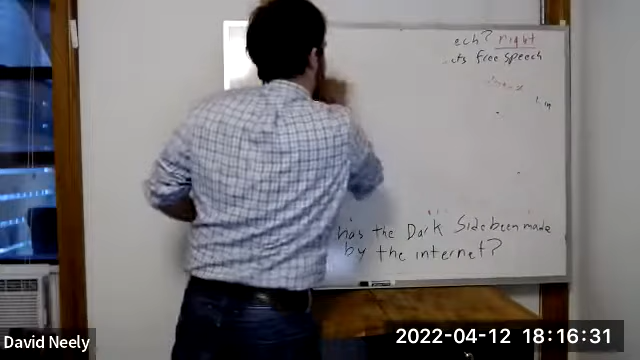 ech? right
cts free speech
has the Dark Side been made
by the internet?
David Neely
2022-04-12 18:16:31